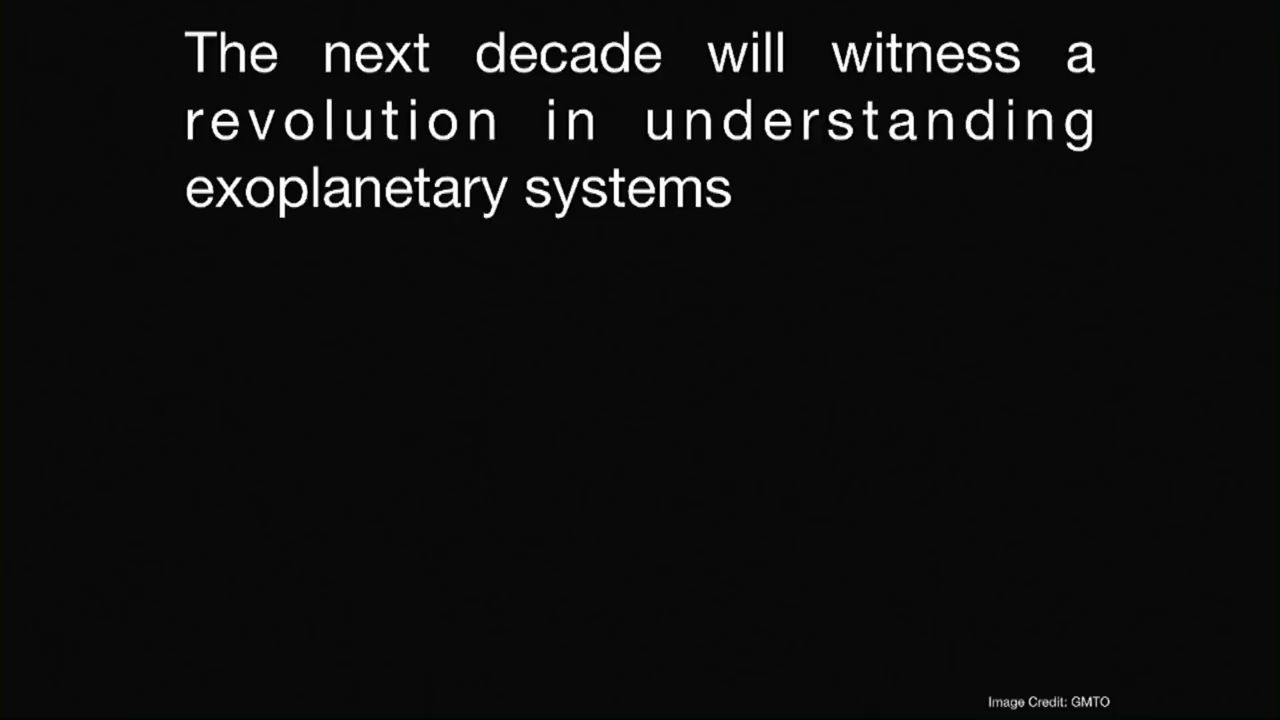 The next decade will witness a
revolution in understanding
exoplanetary systems
Image Credit: GMTO